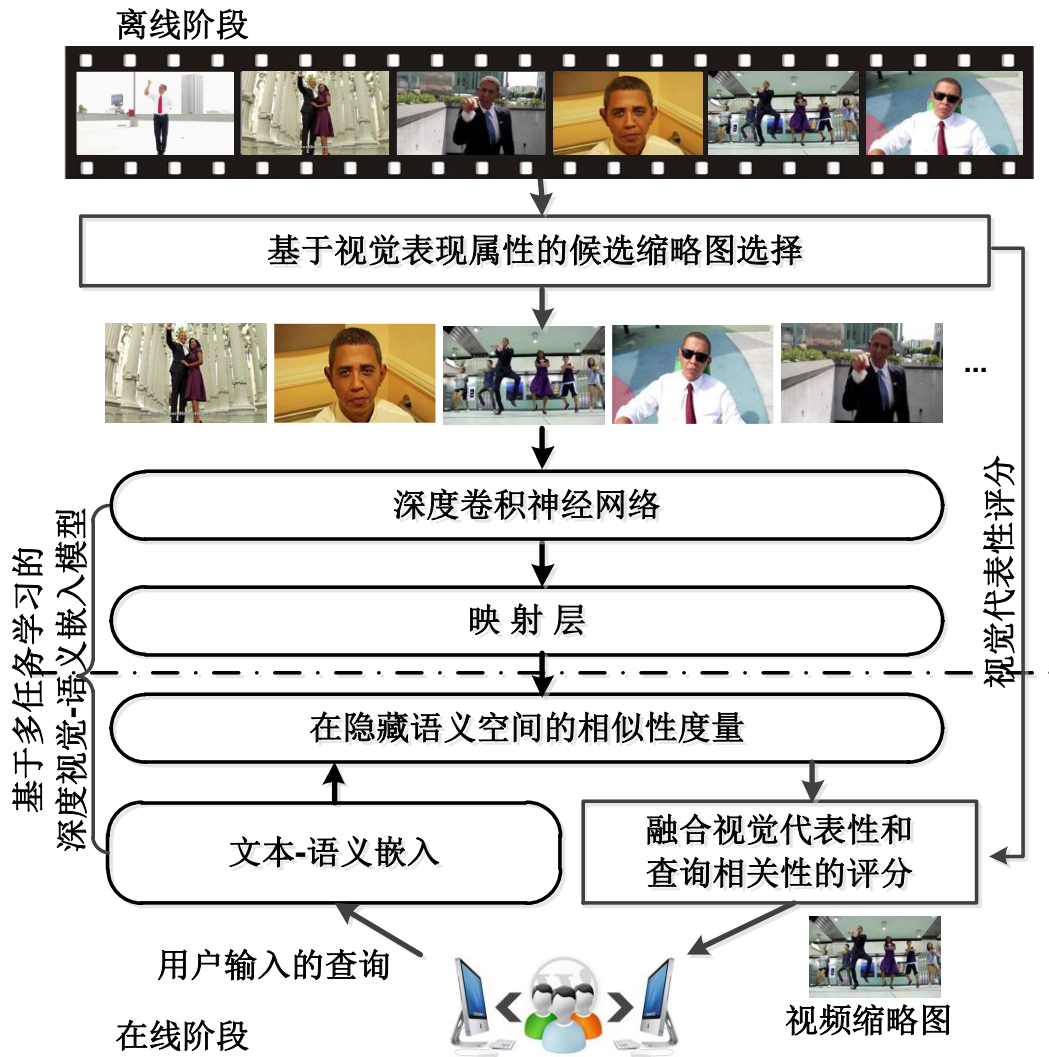 离线阶段
基于视觉表现属性的候选缩略图选择
...
深度卷积神经网络
映 射 层
视觉代表性评分
基于多任务学习的
深度视觉-语义嵌入模型
在隐藏语义空间的相似性度量
文本-语义嵌入
融合视觉代表性和
查询相关性的评分
用户输入的查询
视频缩略图
在线阶段